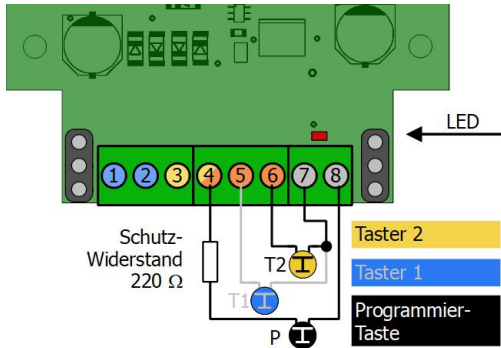 LED
1 2 3 4 5 6 7 8
Schutz-
Widerstand
220 Ω
T2
T1
P
Taster 2
Taster 1
Programmier-
Taste